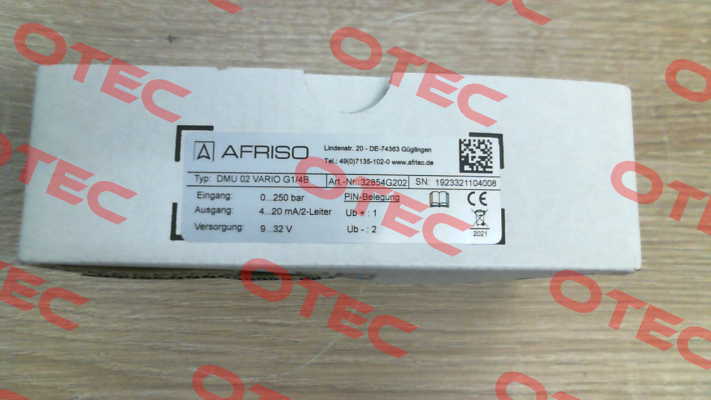 AFRISO
Lindenstr. 20 - DE-74363 Güglingen
Tel.: 49(0)7135-102-0 www.afriso.de
Typ: DMU 02 VARIO G1/4B Art.-Nr.:32854G202 SN: 1923321104008
Eingang: 0...250 bar PIN-Belegung
Ausgang: 4...20 mA/2-Leiter Ub + : 1
Versorgung: 9...32 V Ub - : 2
CE
2021
OTEC
OTEC
OTEC
OTEC
OTEC
OTEC
OTEC
OTEC
OTEC